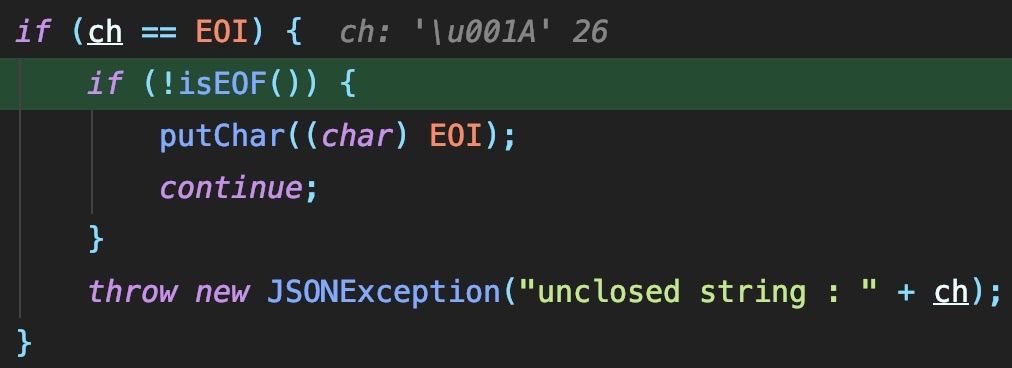 if (ch == EOI) { ch: '\u001A' 26
if (!isEOF()) {
putChar((char) EOI);
continue;
}
throw new JSONException("unclosed string : " + ch);
}